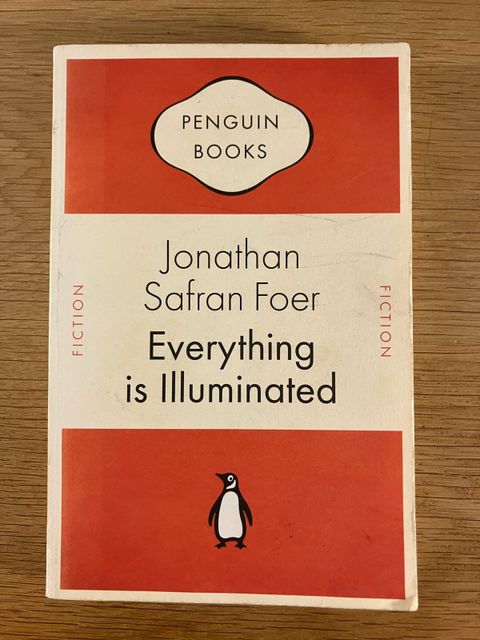 PENGUIN
BOOKS
Jonathan
Safran Foer
Everything
is Illuminated
FICTION
FICTION